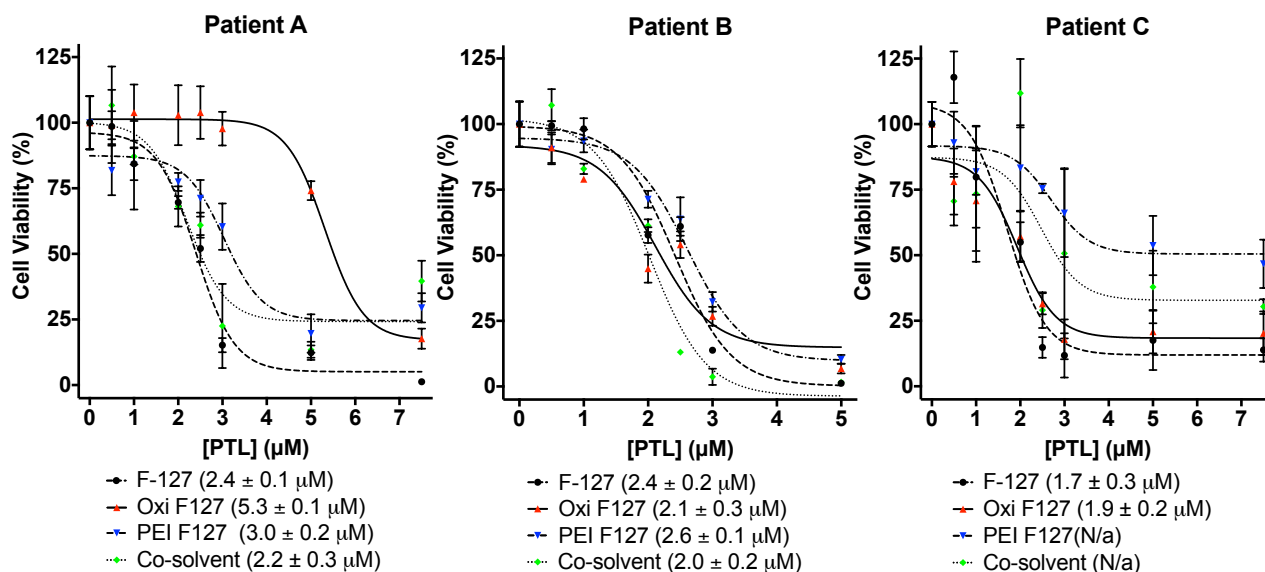 Patient A
125
100
75
50
25
0
Cell Viability (%)
0 1 2 3 4 5 6 7
[PTL] (µM)
F-127 (2.4 ± 0.1 µM)
Oxi F127 (5.3 ± 0.1 µM)
PEI F127 (3.0 ± 0.2 µM)
Co-solvent (2.2 ± 0.3 µM)
Patient B
125
100
75
50
25
0
Cell Viability (%)
0 1 2 3 4 5
[PTL] (µM)
F-127 (2.4 ± 0.2 µM)
Oxi F127 (2.1 ± 0.3 µM)
PEI F127 (2.6 ± 0.1 µM)
Co-solvent (2.0 ± 0.2 µM)
Patient C
125
100
75
50
25
0
Cell Viability (%)
0 1 2 3 4 5 6 7
[PTL] (µM)
F-127 (1.7 ± 0.3 µM)
Oxi F127 (1.9 ± 0.2 µM)
PEI F127(N/a)
Co-solvent (N/a)